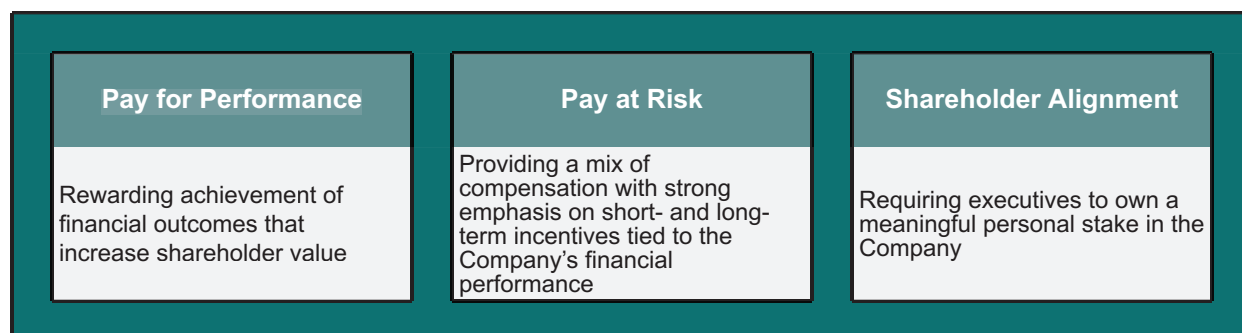 Pay for Performance
Rewarding achievement of
financial outcomes that
increase shareholder value
Pay at Risk
Providing a mix of
compensation with strong
emphasis on short- and long-
term incentives tied to the
Company’s financial
performance
Shareholder Alignment
Requiring executives to own a
meaningful personal stake in the
Company